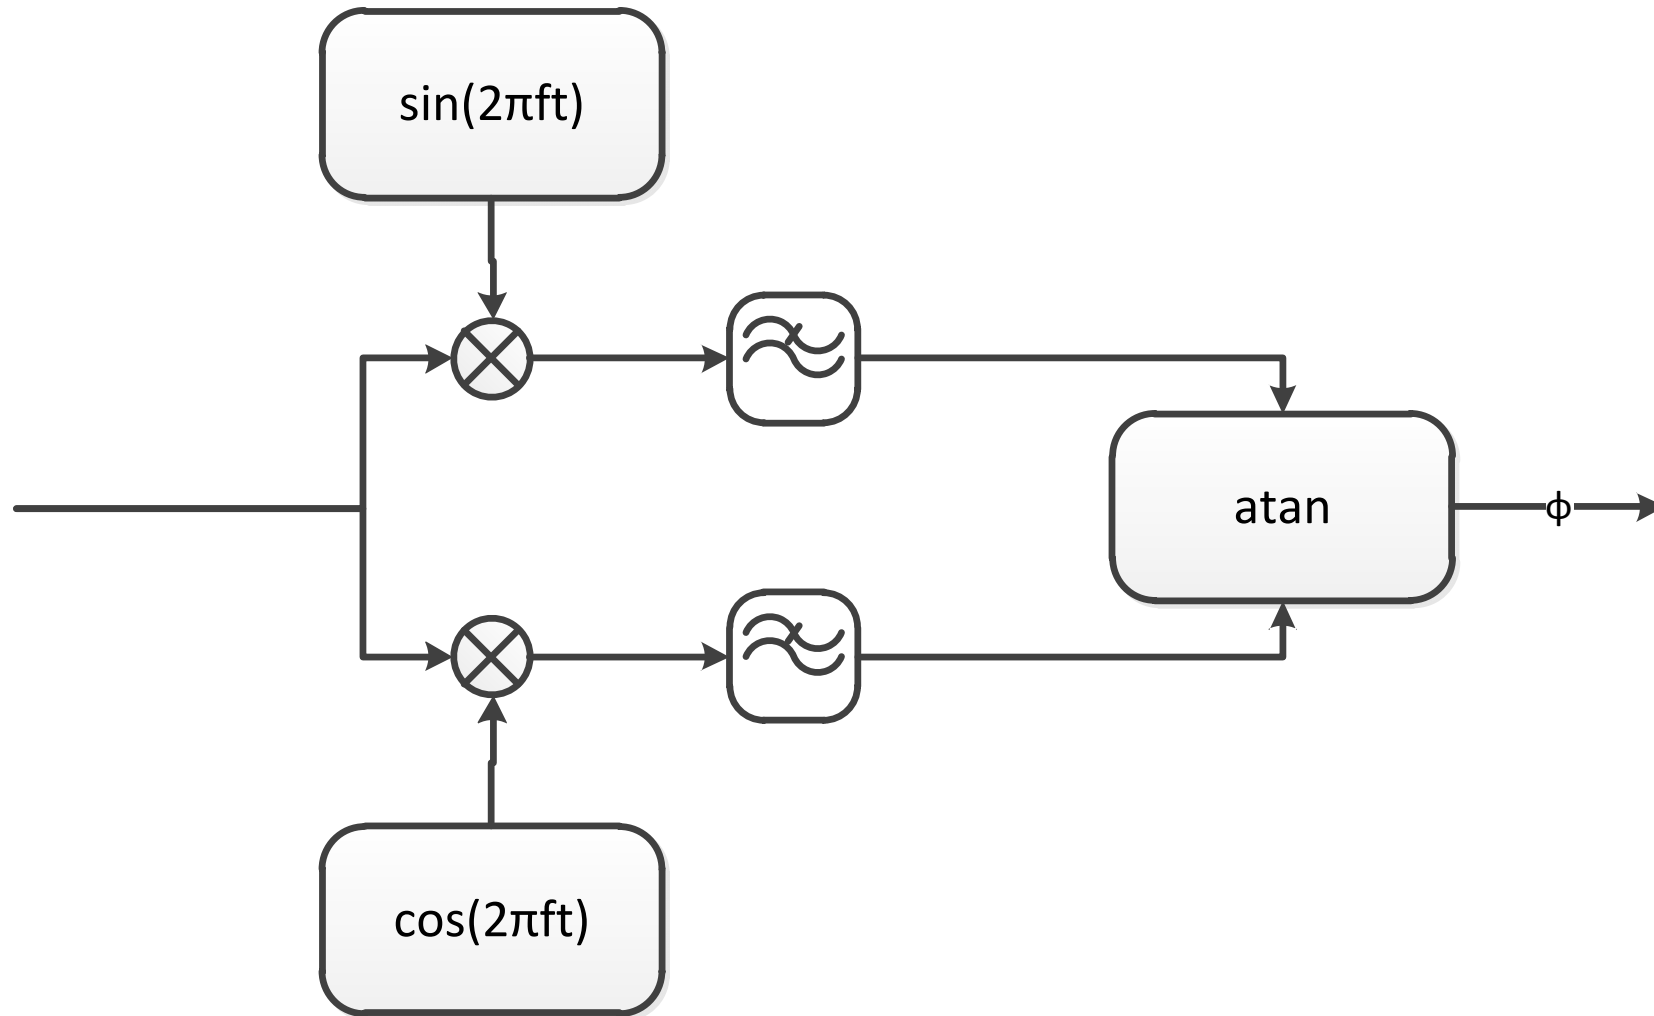 sin(2πft)
atan
ϕ
cos(2πft)